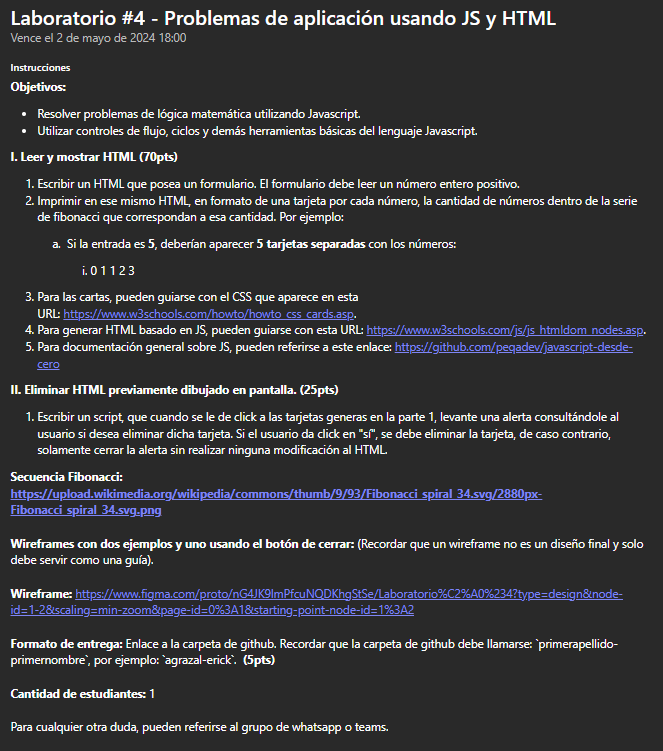 Laboratorio #4 - Problemas de aplicación usando JS y HTML
Vence el 2 de mayo de 2024 18:00
Instrucciones
Objetivos:
• Resolver problemas de lógica matemática utilizando Javascript.
• Utilizar controles de flujo, ciclos y demás herramientas básicas del lenguaje Javascript.
I. Leer y mostrar HTML (70pts)
1. Escribir un HTML que posea un formulario. El formulario debe leer un número entero positivo.
2. Imprimir en ese mismo HTML, en formato de una tarjeta por cada número, la cantidad de números dentro de la serie
de fibonacci que correspondan a esa cantidad. Por ejemplo:
a. Si la entrada es 5, deberían aparecer 5 tarjetas separadas con los números:
i. 0 1 1 2 3
3. Para las cartas, pueden guiarse con el CSS que aparece en esta
URL: https://www.w3schools.com/howto/howto_css_cards.asp.
4. Para generar HTML basado en JS, pueden guiarse con esta URL: https://www.w3schools.com/js/js_htmldom_nodes.asp.
5. Para documentación general sobre JS, pueden referirse a este enlace: https://github.com/peqadev/javascript-desde-
cero
II. Eliminar HTML previamente dibujado en pantalla. (25pts)
1. Escribir un script, que cuando se le de click a las tarjetas generas en la parte 1, levante una alerta consultándole al
usuario si desea eliminar dicha tarjeta. Si el usuario da click en "sí", se debe eliminar la tarjeta, de caso contrario,
solamente cerrar la alerta sin realizar ninguna modificación al HTML.
Secuencia Fibonacci:
https://upload.wikimedia.org/wikipedia/commons/thumb/9/93/Fibonacci_spiral_34.svg/2880px-
Fibonacci_spiral_34.svg.png
Wireframes con dos ejemplos y uno usando el botón de cerrar: (Recordar que un wireframe no es un diseño final y solo
debe servir como una guía).
Wireframe: https://www.figma.com/proto/nG4JK9lmPfcuNQDKhgStSe/Laboratorio%C2%A0%234?type=design&node-
id=1-2&scaling=min-zoom&page-id=0%3A1&starting-point-node-id=1%3A2
Formato de entrega: Enlace a la carpeta de github. Recordar que la carpeta de github debe llamarse: `primerapellido-
primernombre`, por ejemplo: `agrazal-erick`. (5pts)
Cantidad de estudiantes: 1
Para cualquier otra duda, pueden referirse al grupo de whatsapp o teams.